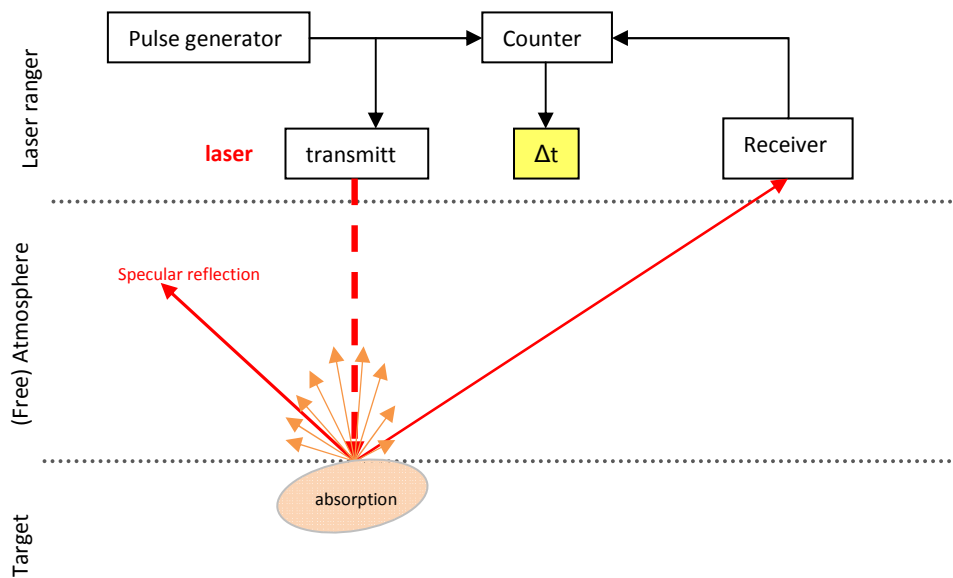 Laser ranger
Pulse generator
Counter
laser
transmitt
Δt
Receiver
(Free) Atmosphere
Specular reflection
Target
absorption